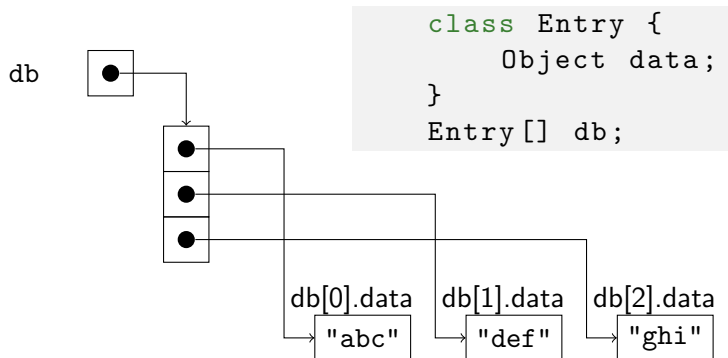 class Entry {
Object data;
}
Entry[] db;
db
db[0].data db[1].data db[2].data
"abc" "def" "ghi"